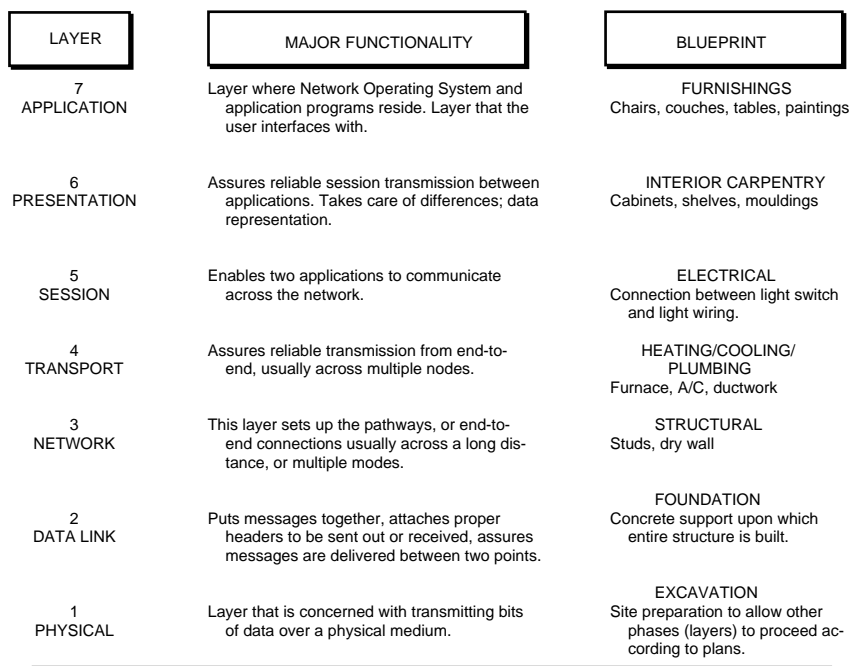 LAYER
MAJOR FUNCTIONALITY
BLUEPRINT
7
APPLICATION
Layer where Network Operating System and
application programs reside. Layer that the
user interfaces with.
FURNISHINGS
Chairs, couches, tables, paintings
6
PRESENTATION
Assures reliable session transmission between
applications. Takes care of differences; data
representation.
INTERIOR CARPENTRY
Cabinets, shelves, mouldings
5
SESSION
Enables two applications to communicate
across the network.
ELECTRICAL
Connection between light switch
and light wiring.
4
TRANSPORT
Assures reliable transmission from end-to-
end, usually across multiple nodes.
HEATING/COOLING/
PLUMBING
Furnace, A/C, ductwork
3
NETWORK
This layer sets up the pathways, or end-to-
end connections usually across a long dis-
tance, or multiple modes.
STRUCTURAL
Studs, dry wall
2
DATA LINK
Puts messages together, attaches proper
headers to be sent out or received, assures
messages are delivered between two points.
FOUNDATION
Concrete support upon which
entire structure is built.
1
PHYSICAL
Layer that is concerned with transmitting bits
of data over a physical medium.
EXCAVATION
Site preparation to allow other
phases (layers) to proceed ac-
cording to plans.